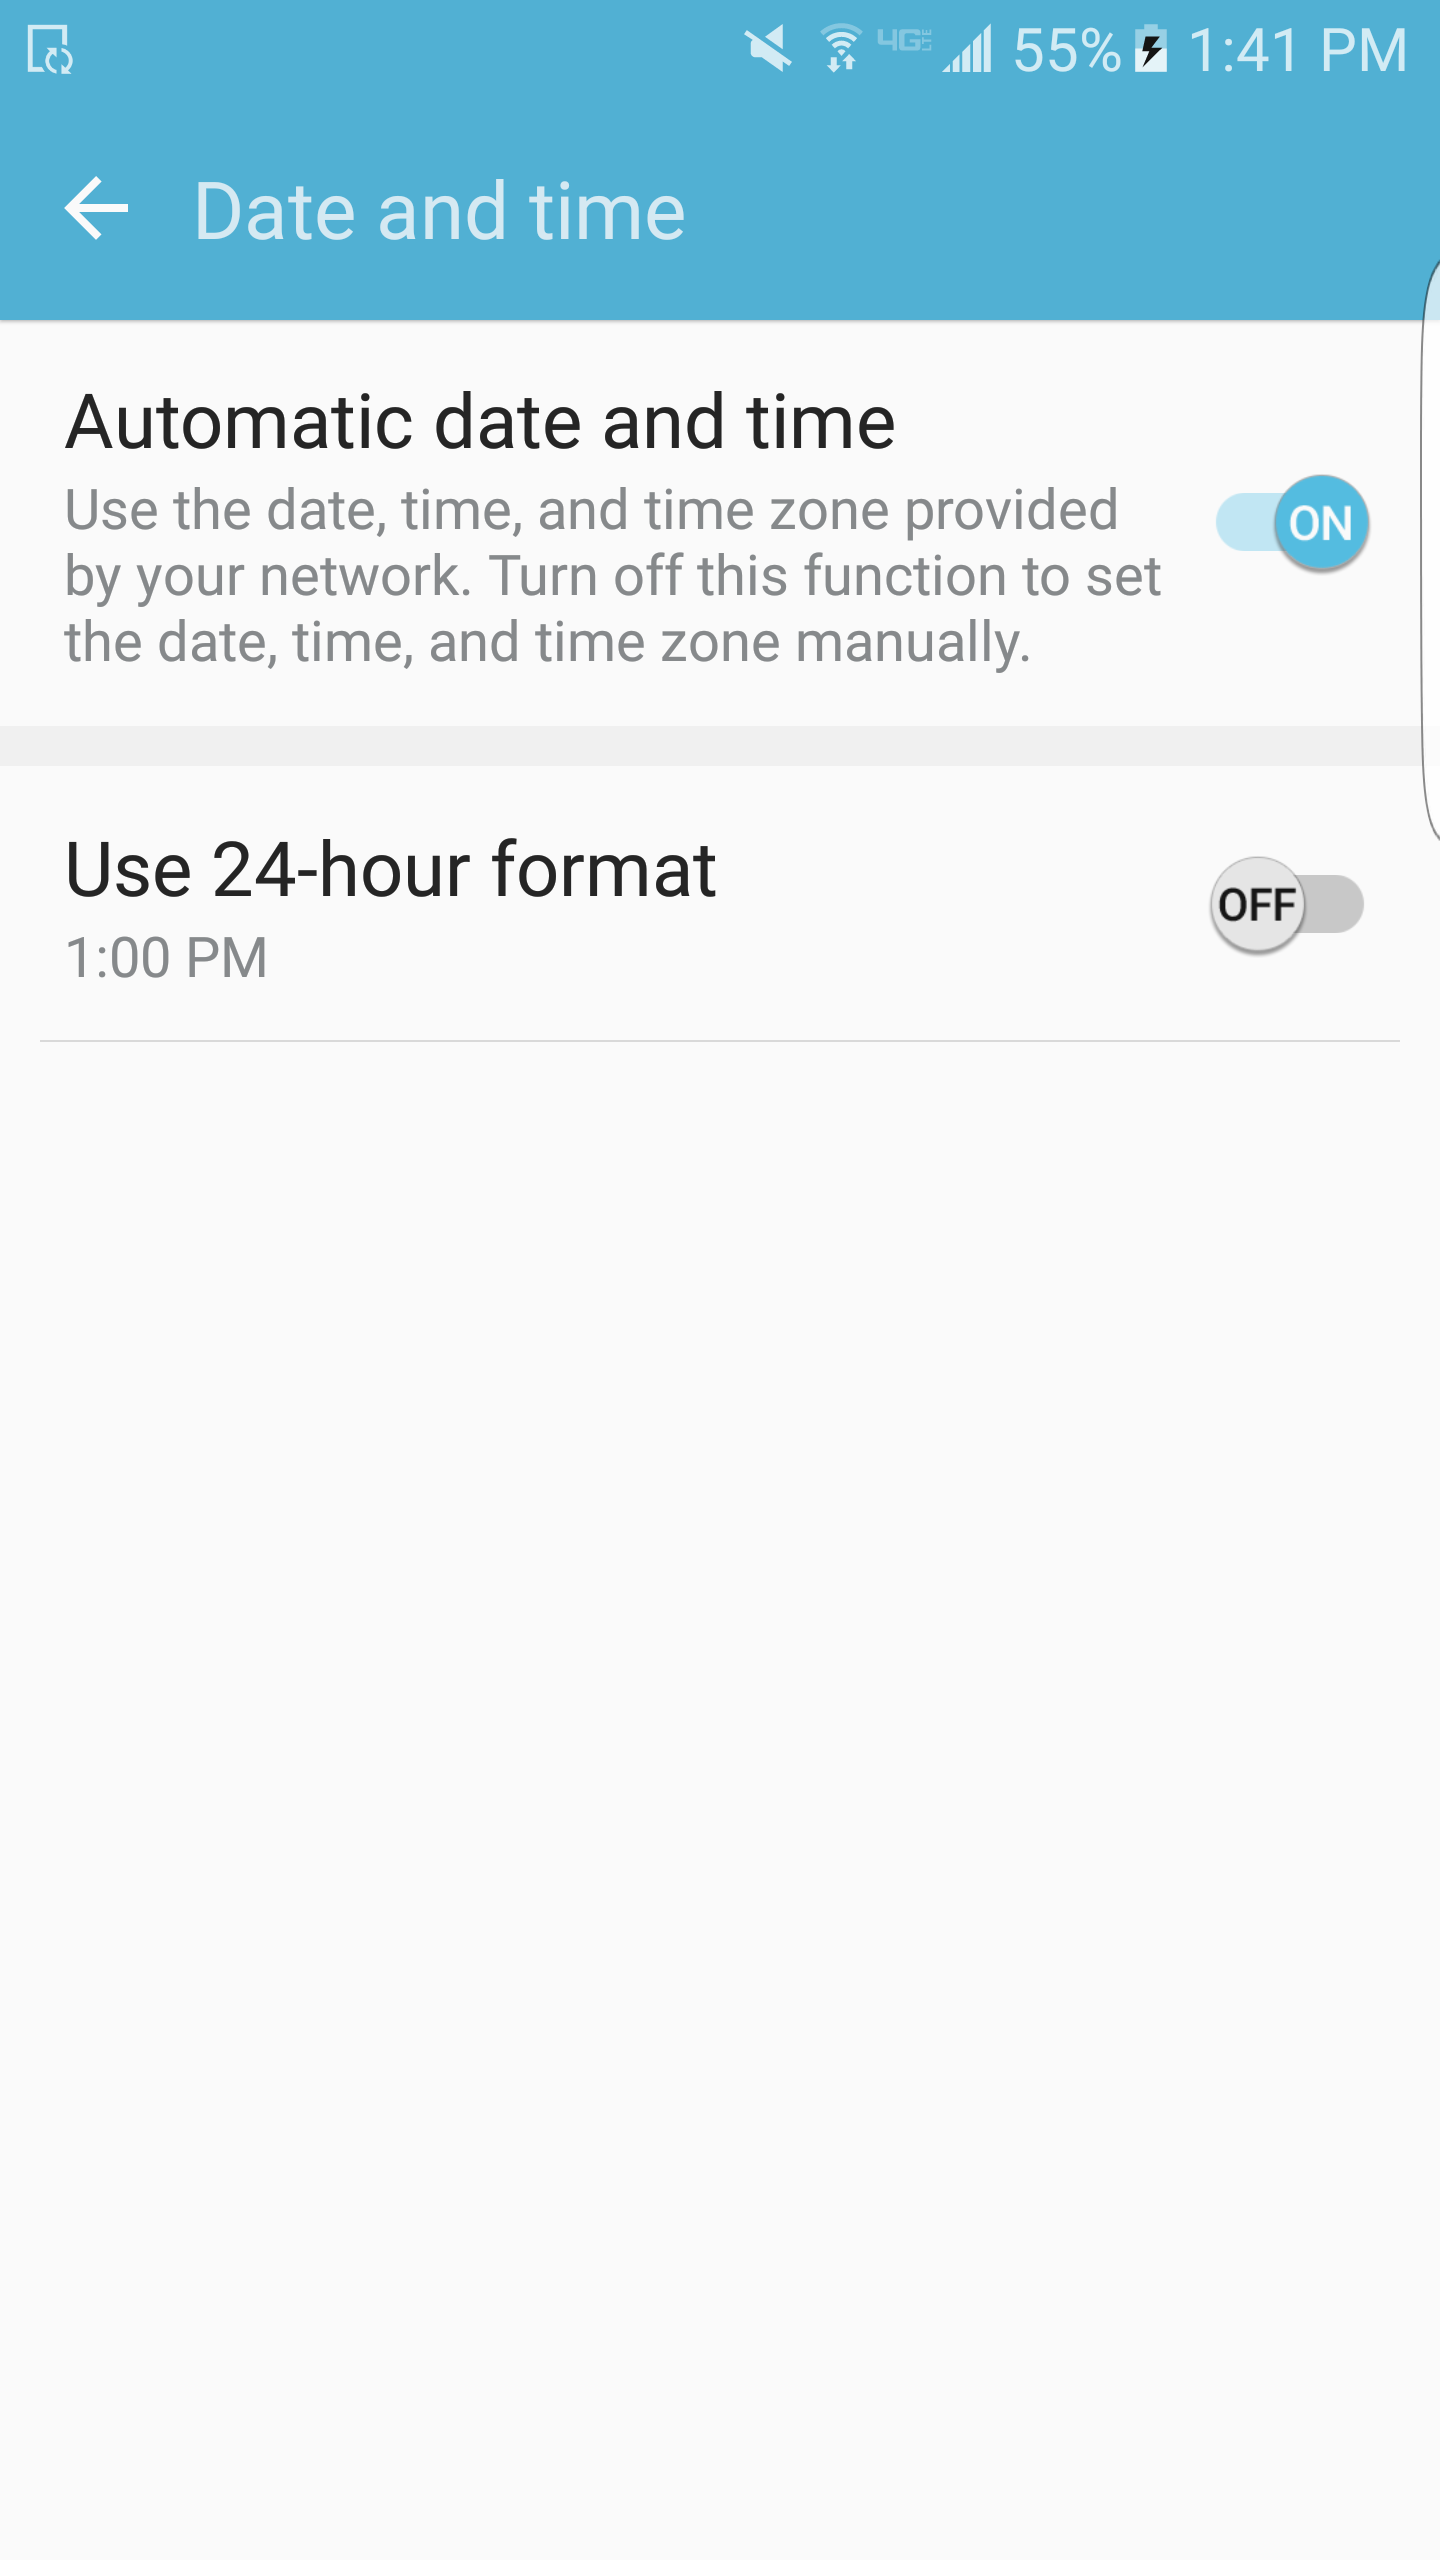 4G LTE 55% 1:41 PM
Date and time
Automatic date and time
Use the date, time, and time zone provided
by your network. Turn off this function to set
the date, time, and time zone manually.
ON
Use 24-hour format
OFF
1:00 PM